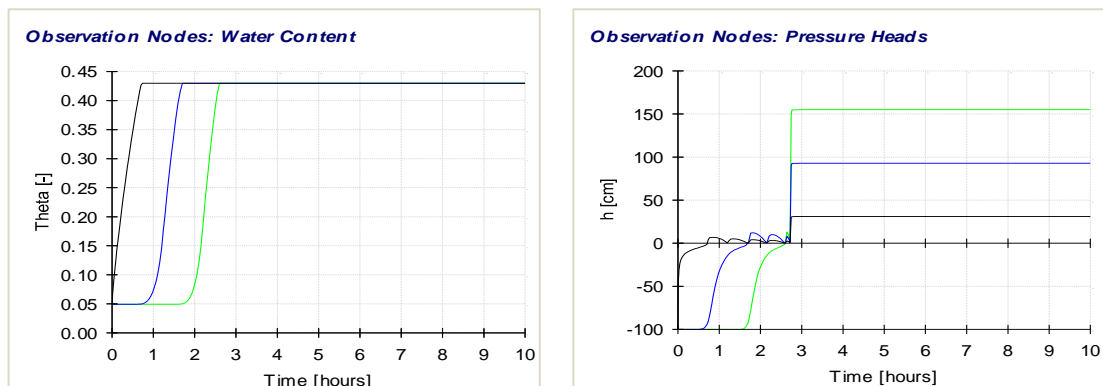 Observation Nodes: Water Content
0.45
0.40
0.35
0.30
0.25
0.20
0.15
0.10
0.05
0.00
Theta [-]
0 1 2 3 4 5 6 7 8 9 10
Time [hours]
Observation Nodes: Pressure Heads
200
150
100
50
0
-50
-100
h [cm]
0 1 2 3 4 5 6 7 8 9 10
Time [hours]